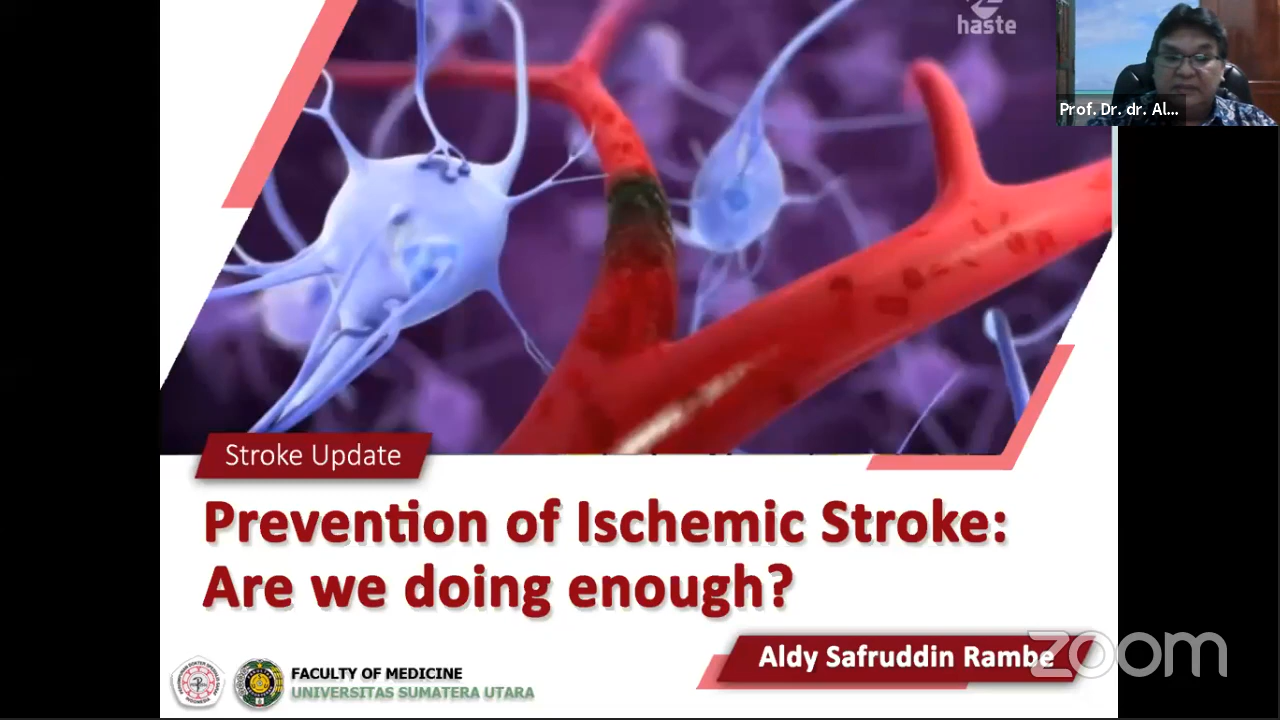 haste
Prof. Dr. dr. Al...
Stroke Update
Prevention of Ischemic Stroke:
Are we doing enough?
Aldy Safruddin Rambe
zoom
FACULTY OF MEDICINE
UNIVERSITAS SUMATERA UTARA